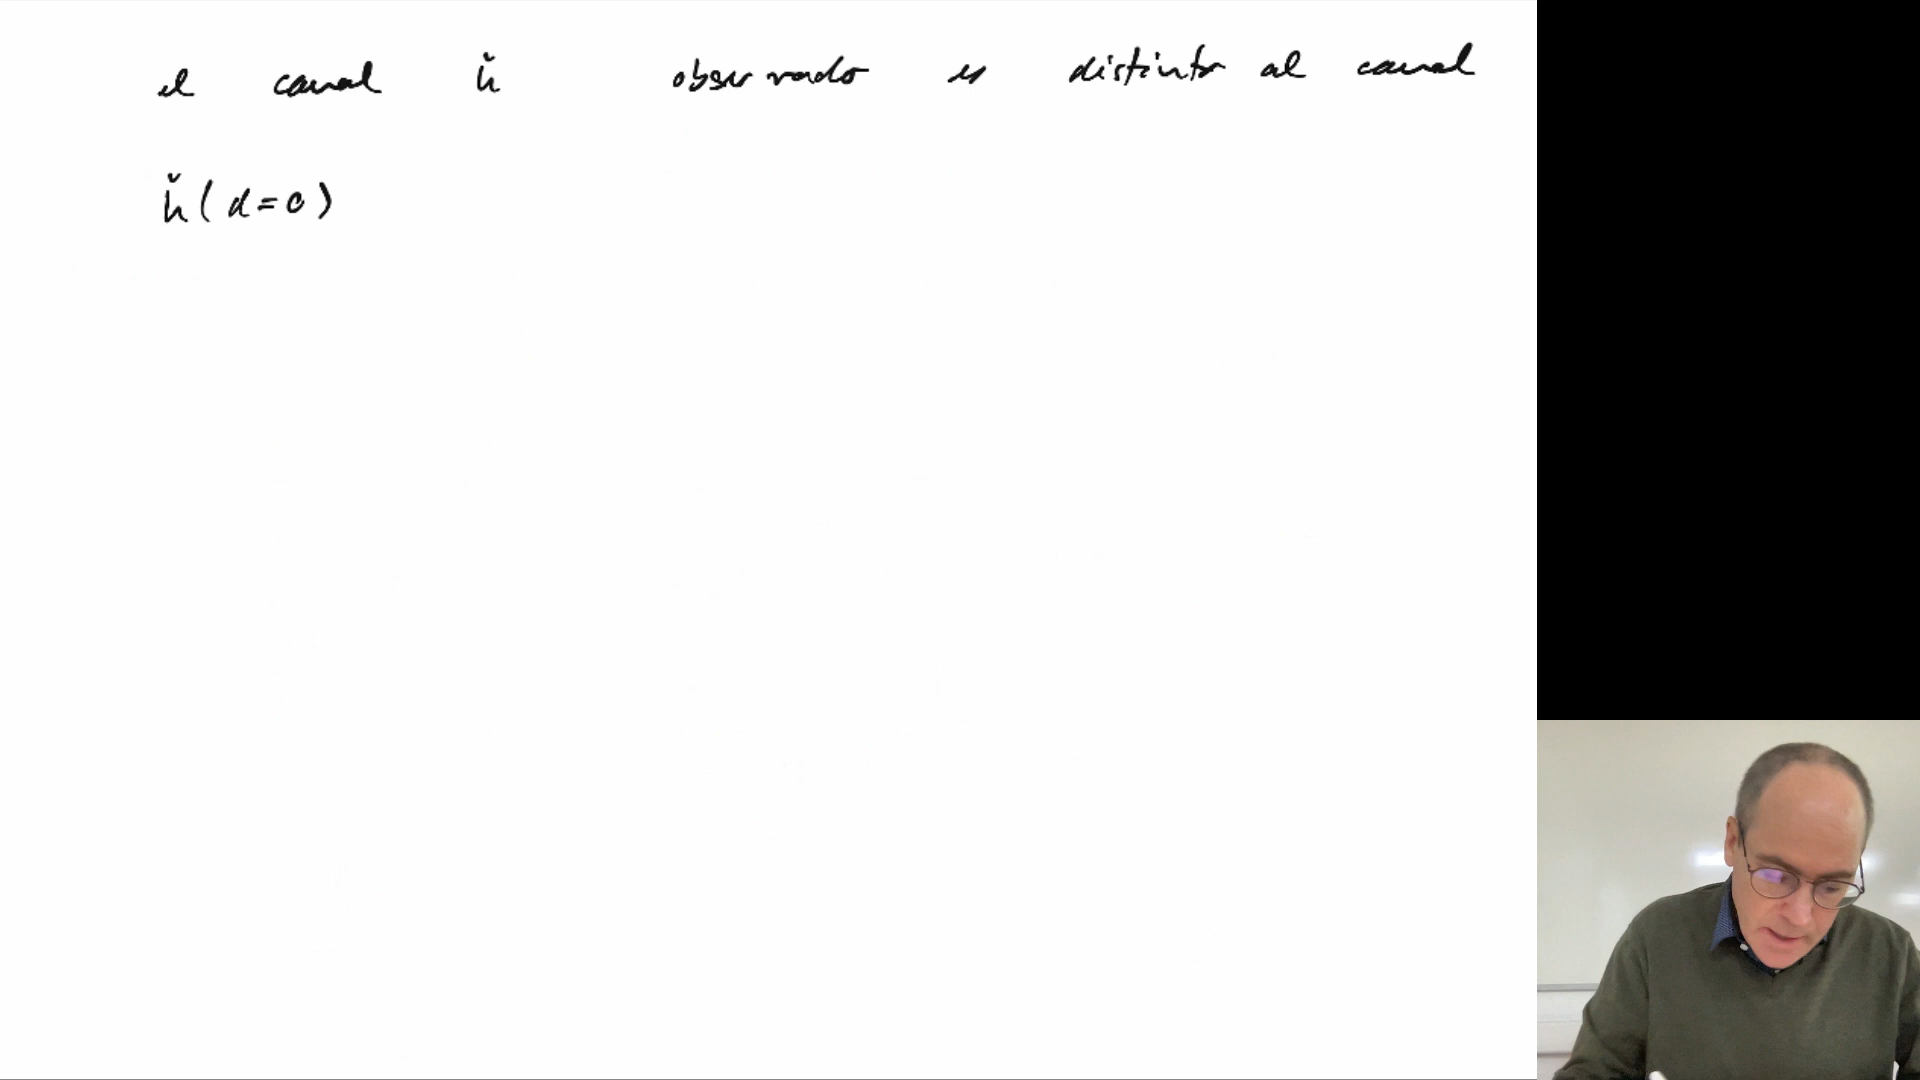 el canal ȟ observado es distinto al canal
ȟ(d=0)